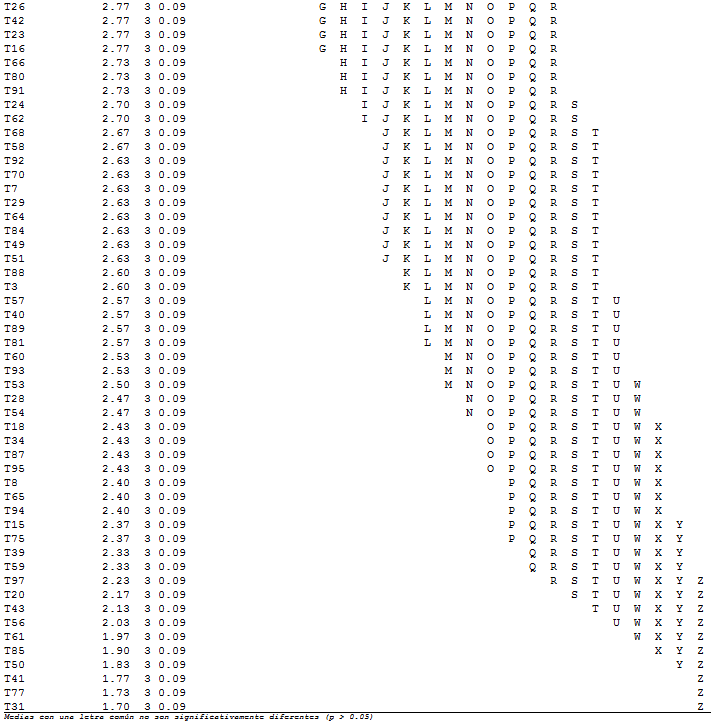 T26 2.77 3 0.09 G H I J K L M N O P Q R
T42 2.77 3 0.09 G H I J K L M N O P Q R
T23 2.77 3 0.09 G H I J K L M N O P Q R
T16 2.77 3 0.09 G H I J K L M N O P Q R
T66 2.73 3 0.09 H I J K L M N O P Q R
T80 2.73 3 0.09 H I J K L M N O P Q R
T91 2.73 3 0.09 H I J K L M N O P Q R
T24 2.70 3 0.09 I J K L M N O P Q R S
T62 2.70 3 0.09 I J K L M N O P Q R S
T68 2.67 3 0.09 J K L M N O P Q R S T
T58 2.67 3 0.09 J K L M N O P Q R S T
T92 2.63 3 0.09 J K L M N O P Q R S T
T70 2.63 3 0.09 J K L M N O P Q R S T
T7 2.63 3 0.09 J K L M N O P Q R S T
T29 2.63 3 0.09 J K L M N O P Q R S T
T64 2.63 3 0.09 J K L M N O P Q R S T
T84 2.63 3 0.09 J K L M N O P Q R S T
T49 2.63 3 0.09 J K L M N O P Q R S T
T51 2.63 3 0.09 J K L M N O P Q R S T
T88 2.60 3 0.09 K L M N O P Q R S T
T3 2.60 3 0.09 K L M N O P Q R S T
T57 2.57 3 0.09 L M N O P Q R S T U
T40 2.57 3 0.09 L M N O P Q R S T U
T89 2.57 3 0.09 L M N O P Q R S T U
T81 2.57 3 0.09 L M N O P Q R S T U
T60 2.53 3 0.09 M N O P Q R S T U
T93 2.53 3 0.09 M N O P Q R S T U
T53 2.50 3 0.09 M N O P Q R S T U W
T28 2.47 3 0.09 N O P Q R S T U W
T54 2.47 3 0.09 N O P Q R S T U W
T18 2.43 3 0.09 O P Q R S T U W X
T34 2.43 3 0.09 O P Q R S T U W X
T87 2.43 3 0.09 O P Q R S T U W X
T95 2.43 3 0.09 O P Q R S T U W X
T8 2.40 3 0.09 P Q R S T U W X
T65 2.40 3 0.09 P Q R S T U W X
T94 2.40 3 0.09 P Q R S T U W X
T15 2.37 3 0.09 P Q R S T U W X Y
T75 2.37 3 0.09 P Q R S T U W X Y
T39 2.33 3 0.09 Q R S T U W X Y
T59 2.33 3 0.09 Q R S T U W X Y
T97 2.23 3 0.09 R S T U W X Y Z
T20 2.17 3 0.09 S T U W X Y Z
T43 2.13 3 0.09 T U W X Y Z
T56 2.03 3 0.09 U W X Y Z
T61 1.97 3 0.09 W X Y Z
T85 1.90 3 0.09 X Y Z
T50 1.83 3 0.09 Y Z
T41 1.77 3 0.09 Z
T77 1.73 3 0.09 Z
T31 1.70 3 0.09 Z
Medias con una letra común no son significativamente diferentes (p > 0.05)